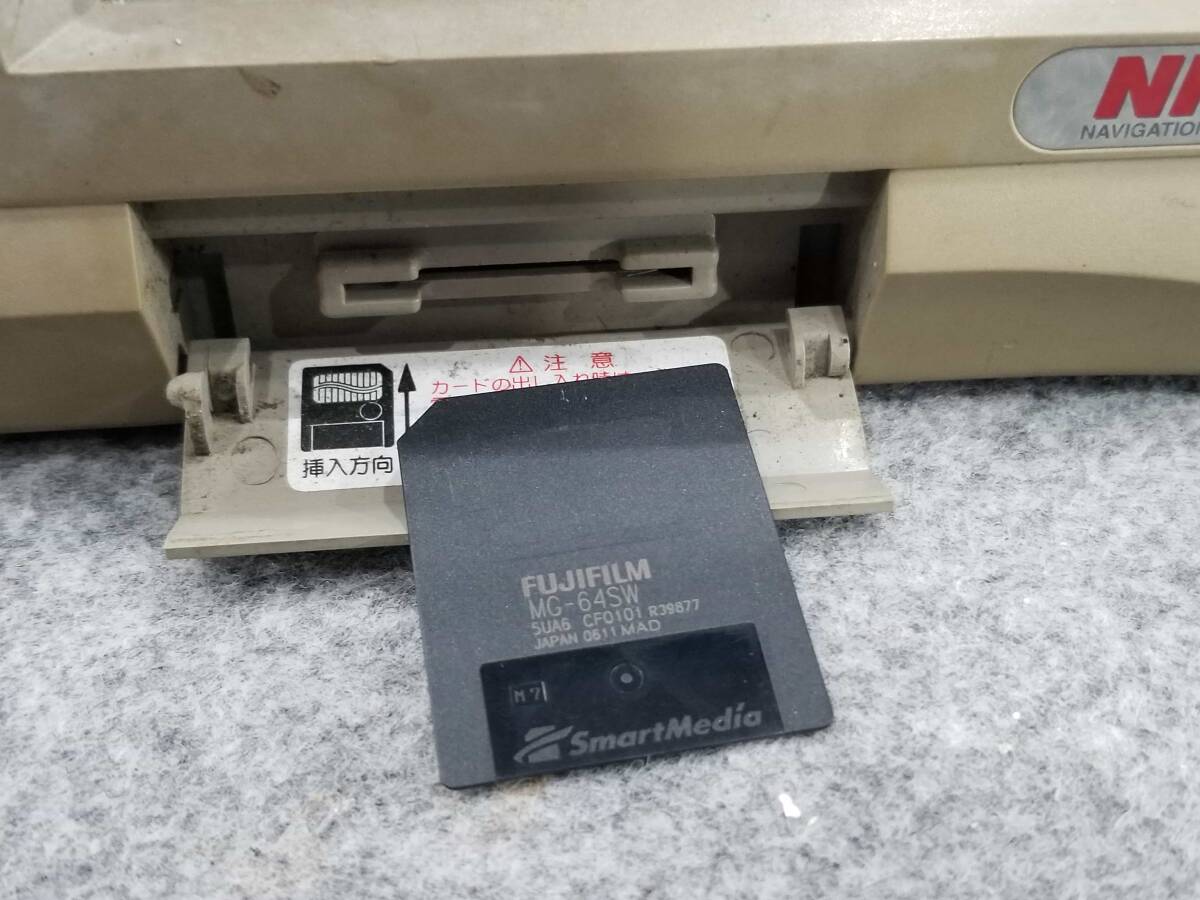 NAVIGATION
⚠ 注意
カードの出し入れ時は
挿入方向
FUJIFILM
MG-64SW
5UA6 CF0101 R39877
JAPAN 0611 MAD
M7
SmartMedia